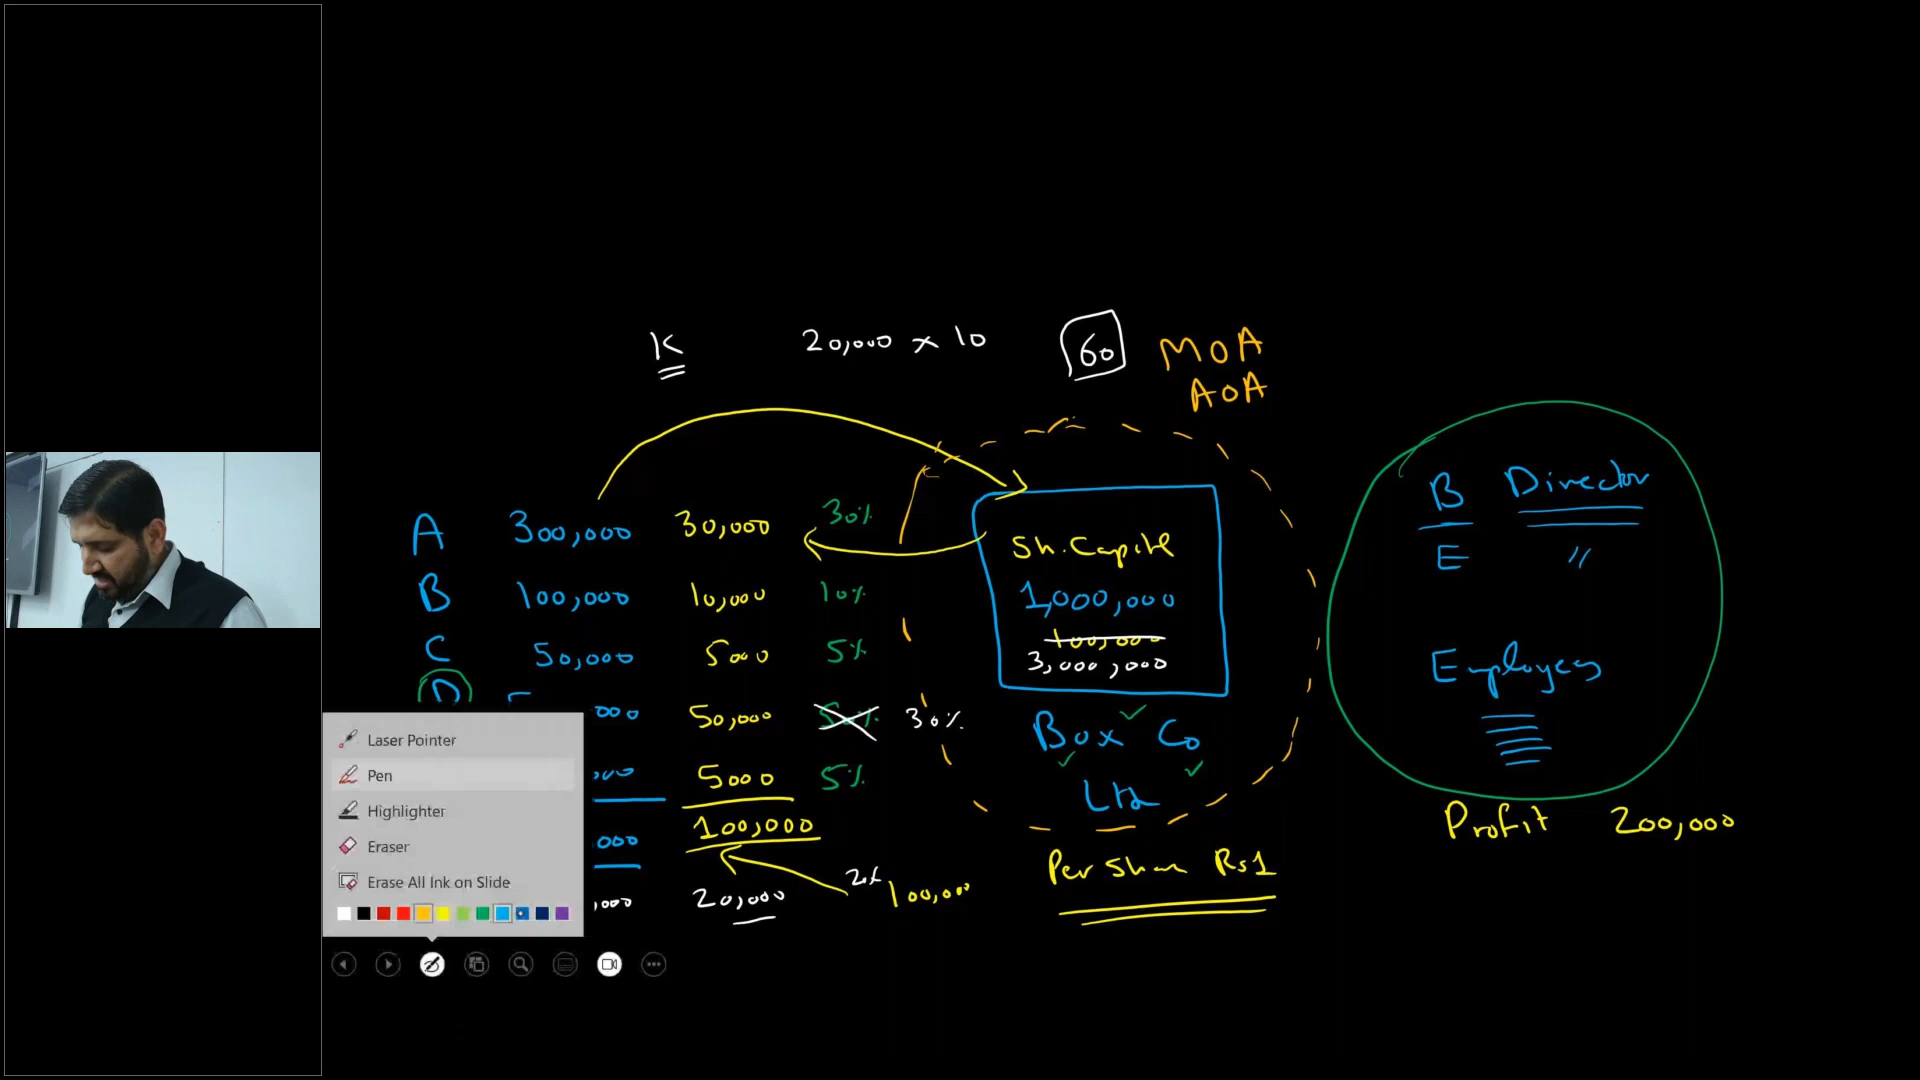 K 20,000 x 10 60 MOA
AOA
B Director
E "
A 300,000 30,000 30%
Sh. Capital
B 100,000 10,000 10%
1,000,000
C 50,000 5000 5%
100,000
3,000,000
Employees
D 000 50,000 50% 30%
Box Co
Ltd
5000 5%
Profit 200,000
100,000
000
Per Share Rs1
,000 20,000 100,000
Laser Pointer
Pen
Highlighter
Eraser
Erase All Ink on Slide